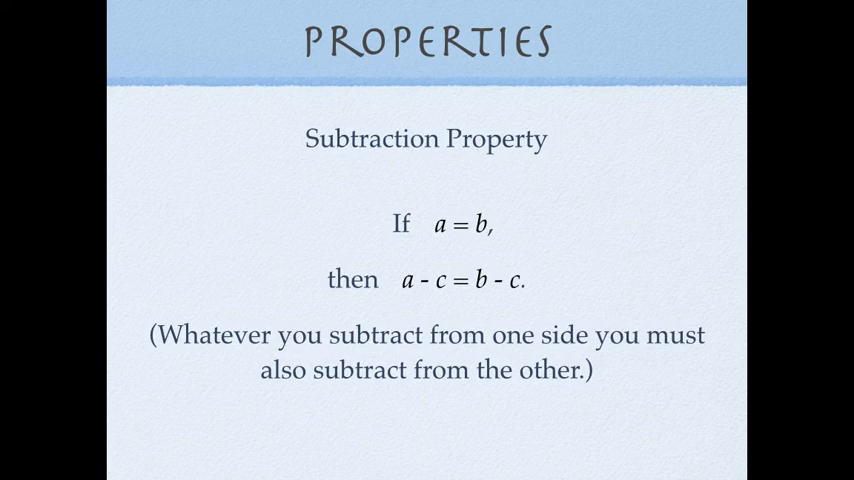 PROPERTIES
Subtraction Property
If a = b,
then a - c = b - c.
(Whatever you subtract from one side you must
also subtract from the other.)